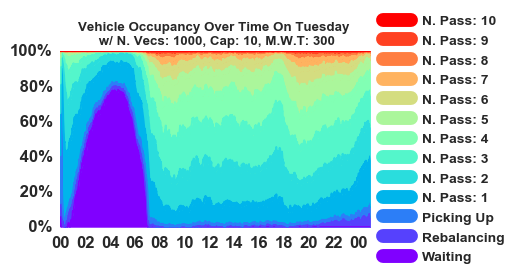 Vehicle Occupancy Over Time On Tuesday
w/ N. Vecs: 1000, Cap: 10, M.W.T: 300
100%
80%
60%
40%
20%
0%
00 02 04 06 08 10 12 14 16 18 20 22 00
N. Pass: 10
N. Pass: 9
N. Pass: 8
N. Pass: 7
N. Pass: 6
N. Pass: 5
N. Pass: 4
N. Pass: 3
N. Pass: 2
N. Pass: 1
Picking Up
Rebalancing
Waiting